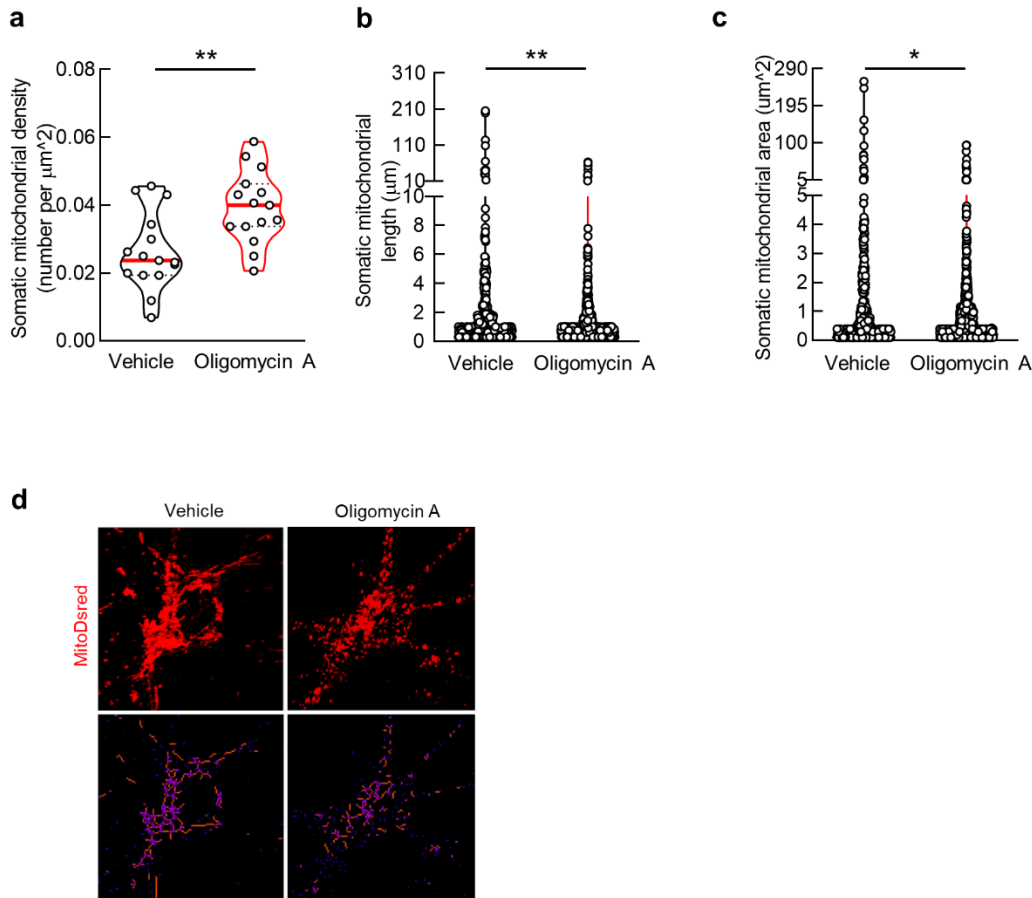 a
Somatic mitochondrial density
(number per μm^2)
0.08
0.06
0.04
0.02
0.00
**
Vehicle
Oligomycin A
b
Somatic mitochondrial
length (μm)
310
210
110
10
10
8
6
4
2
0
**
Vehicle
Oligomycin A
c
Somatic mitochondrial area (um^2)
290
195
100
5
5
4
3
2
1
0
*
Vehicle
Oligomycin A
d
Vehicle
Oligomycin A
MitoDsred